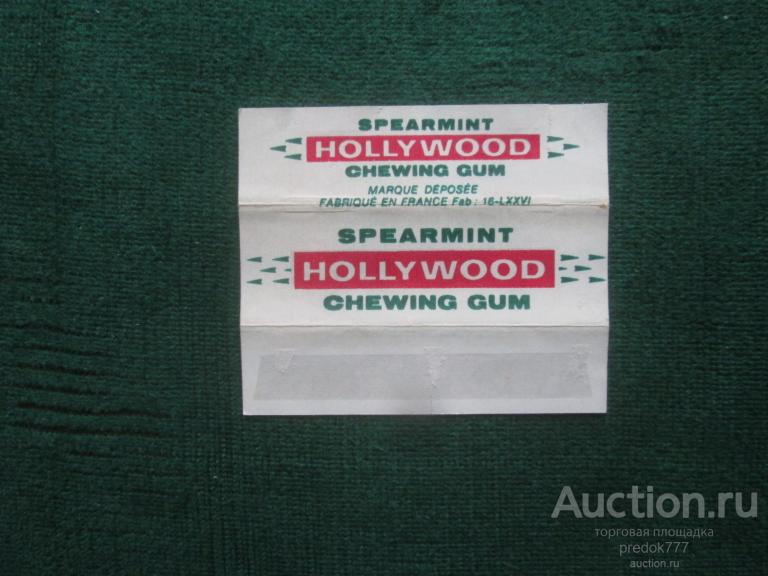 SPEARMINT
HOLLYWOOD
CHEWING GUM
MARQUE DÉPOSÉE
FABRIQUÉ EN FRANCE Fab : 16-LXXVI
SPEARMINT
HOLLYWOOD
CHEWING GUM
Auction.ru
торговая площадка
predok777
auction.ru